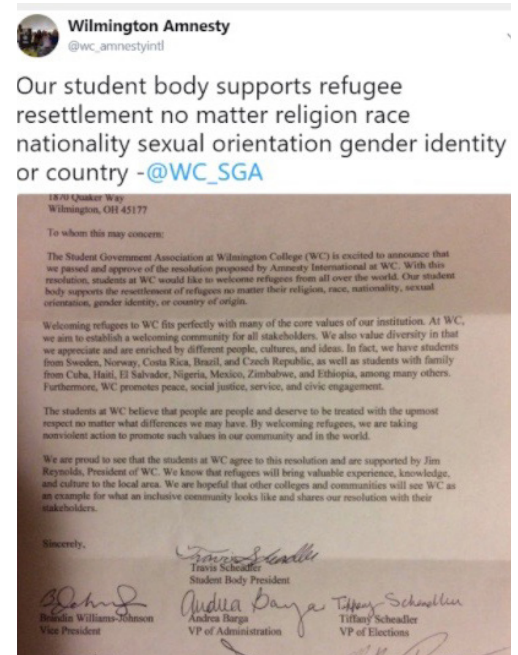 Wilmington Amnesty
@wc_amnestyintl
Our student body supports refugee
resettlement no matter religion race
nationality sexual orientation gender identity
or country -@WC_SGA
1870 Quaker Way
Wilmington, OH 45177
To whom this may concern:
The Student Government Association at Wilmington College (WC) is excited to announce that
we passed and approve of the resolution proposed by Amnesty International at WC. With this
resolution, students at WC would like to welcome refugees from all over the world. Our student
body supports the resettlement of refugees no matter their religion, race, nationality, sexual
orientation, gender identity, or country of origin.
Welcoming refugees to WC fits perfectly with many of the core values of our institution. At WC,
we aim to establish a welcoming community for all stakeholders. We also value diversity in that
we appreciate and are enriched by different people, cultures, and ideas. In fact, we have students
from Sweden, Norway, Costa Rica, Brazil, and Czech Republic, as well as students with family
from Cuba, Haiti, El Salvador, Nigeria, Mexico, Zimbabwe, and Ethiopia, among many others.
Furthermore, WC promotes peace, social justice, service, and civic engagement.
The students at WC believe that people are people and deserve to be treated with the upmost
respect no matter what differences we may have. By welcoming refugees, we are taking
nonviolent action to promote such values in our community and in the world.
We are proud to see that the students at WC agree to this resolution and are supported by Jim
Reynolds, President of WC. We know that refugees will bring valuable experience, knowledge,
and culture to the local area. We are hopeful that other colleges and communities will see WC as
an example for what an inclusive community looks like and shares our resolution with their
stakeholders.
Sincerely,
Travis Scheadler
Travis Scheadler
Student Body President
Andrea Barga Tiffany Scheadler
Brandin Williams-Johnson Andrea Barga Tiffany Scheadler
Vice President VP of Administration VP of Elections